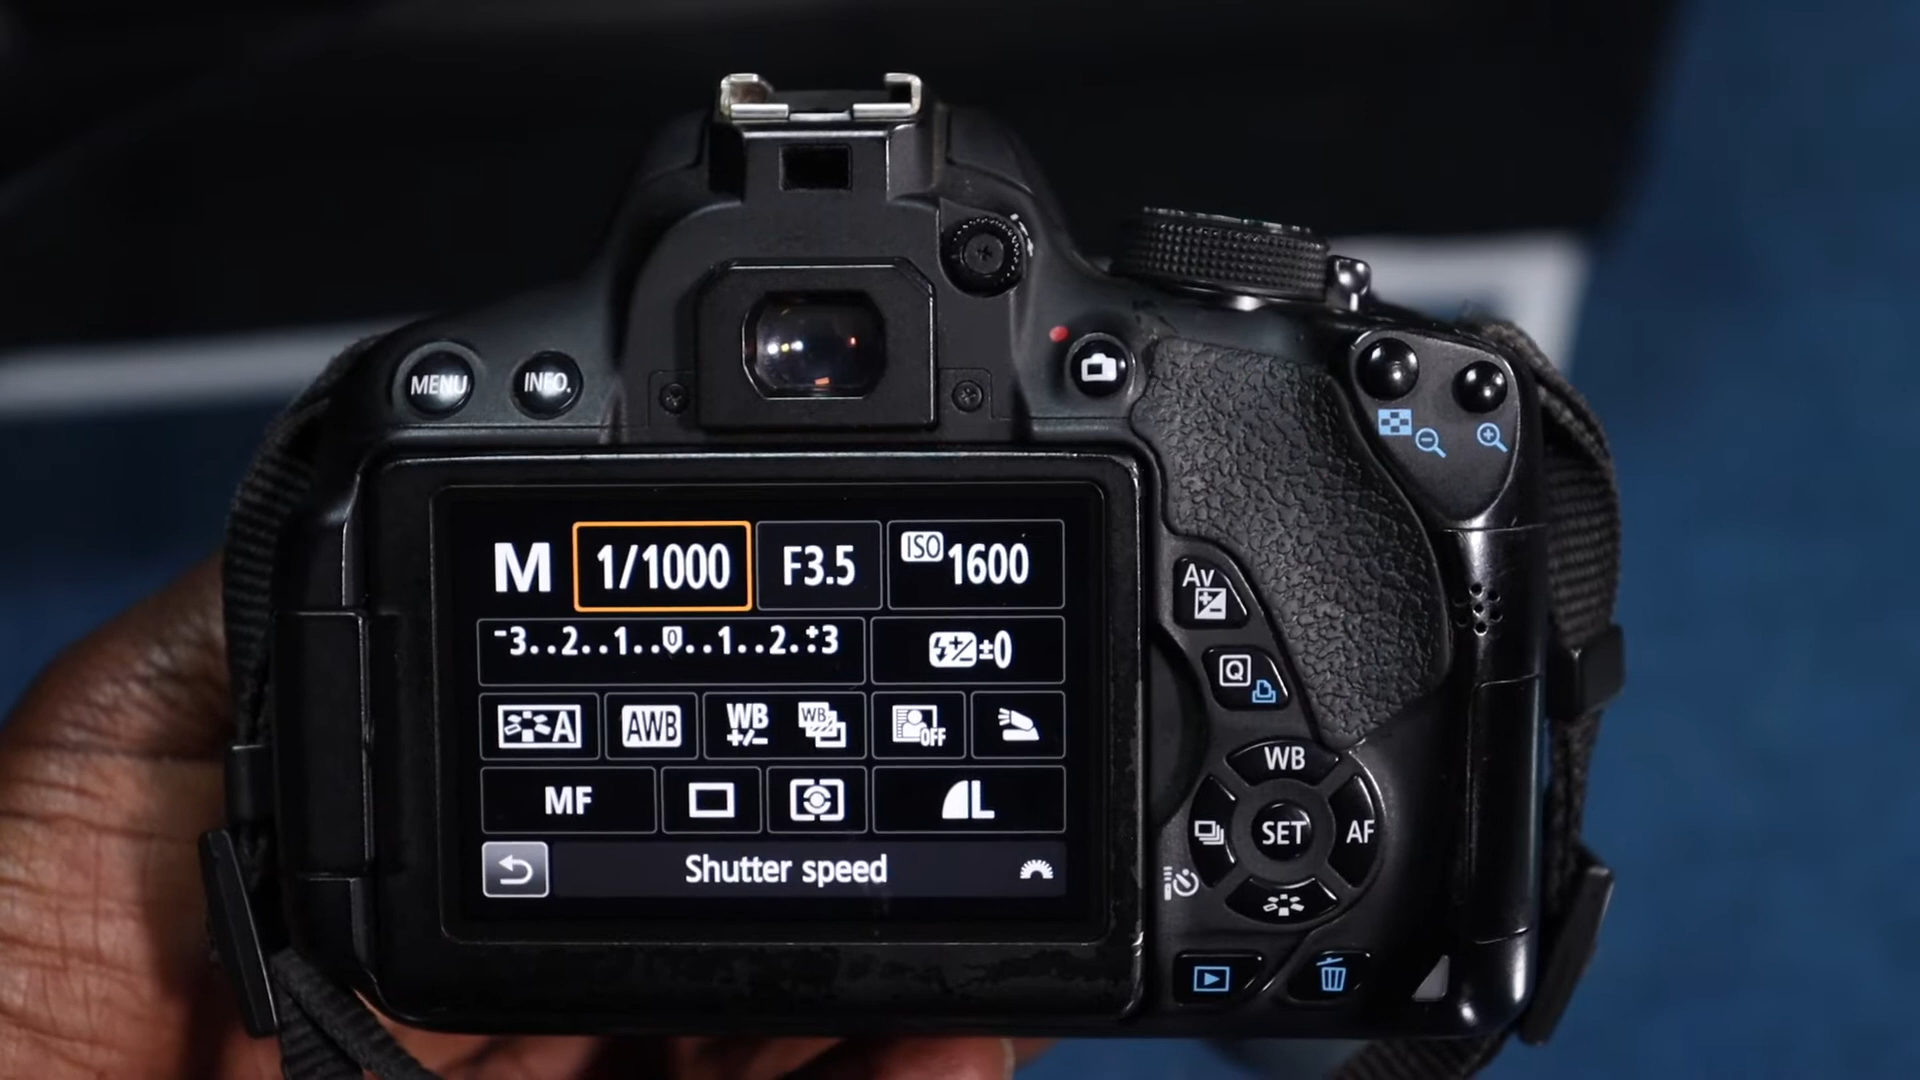 MENU INFO.
M 1/1000 F3.5 ISO 1600
-3..2..1..0..1..2..+3 ±0
A AWB WB +/- WB OFF
MF L
Shutter speed
Av
Q
WB
SET AF